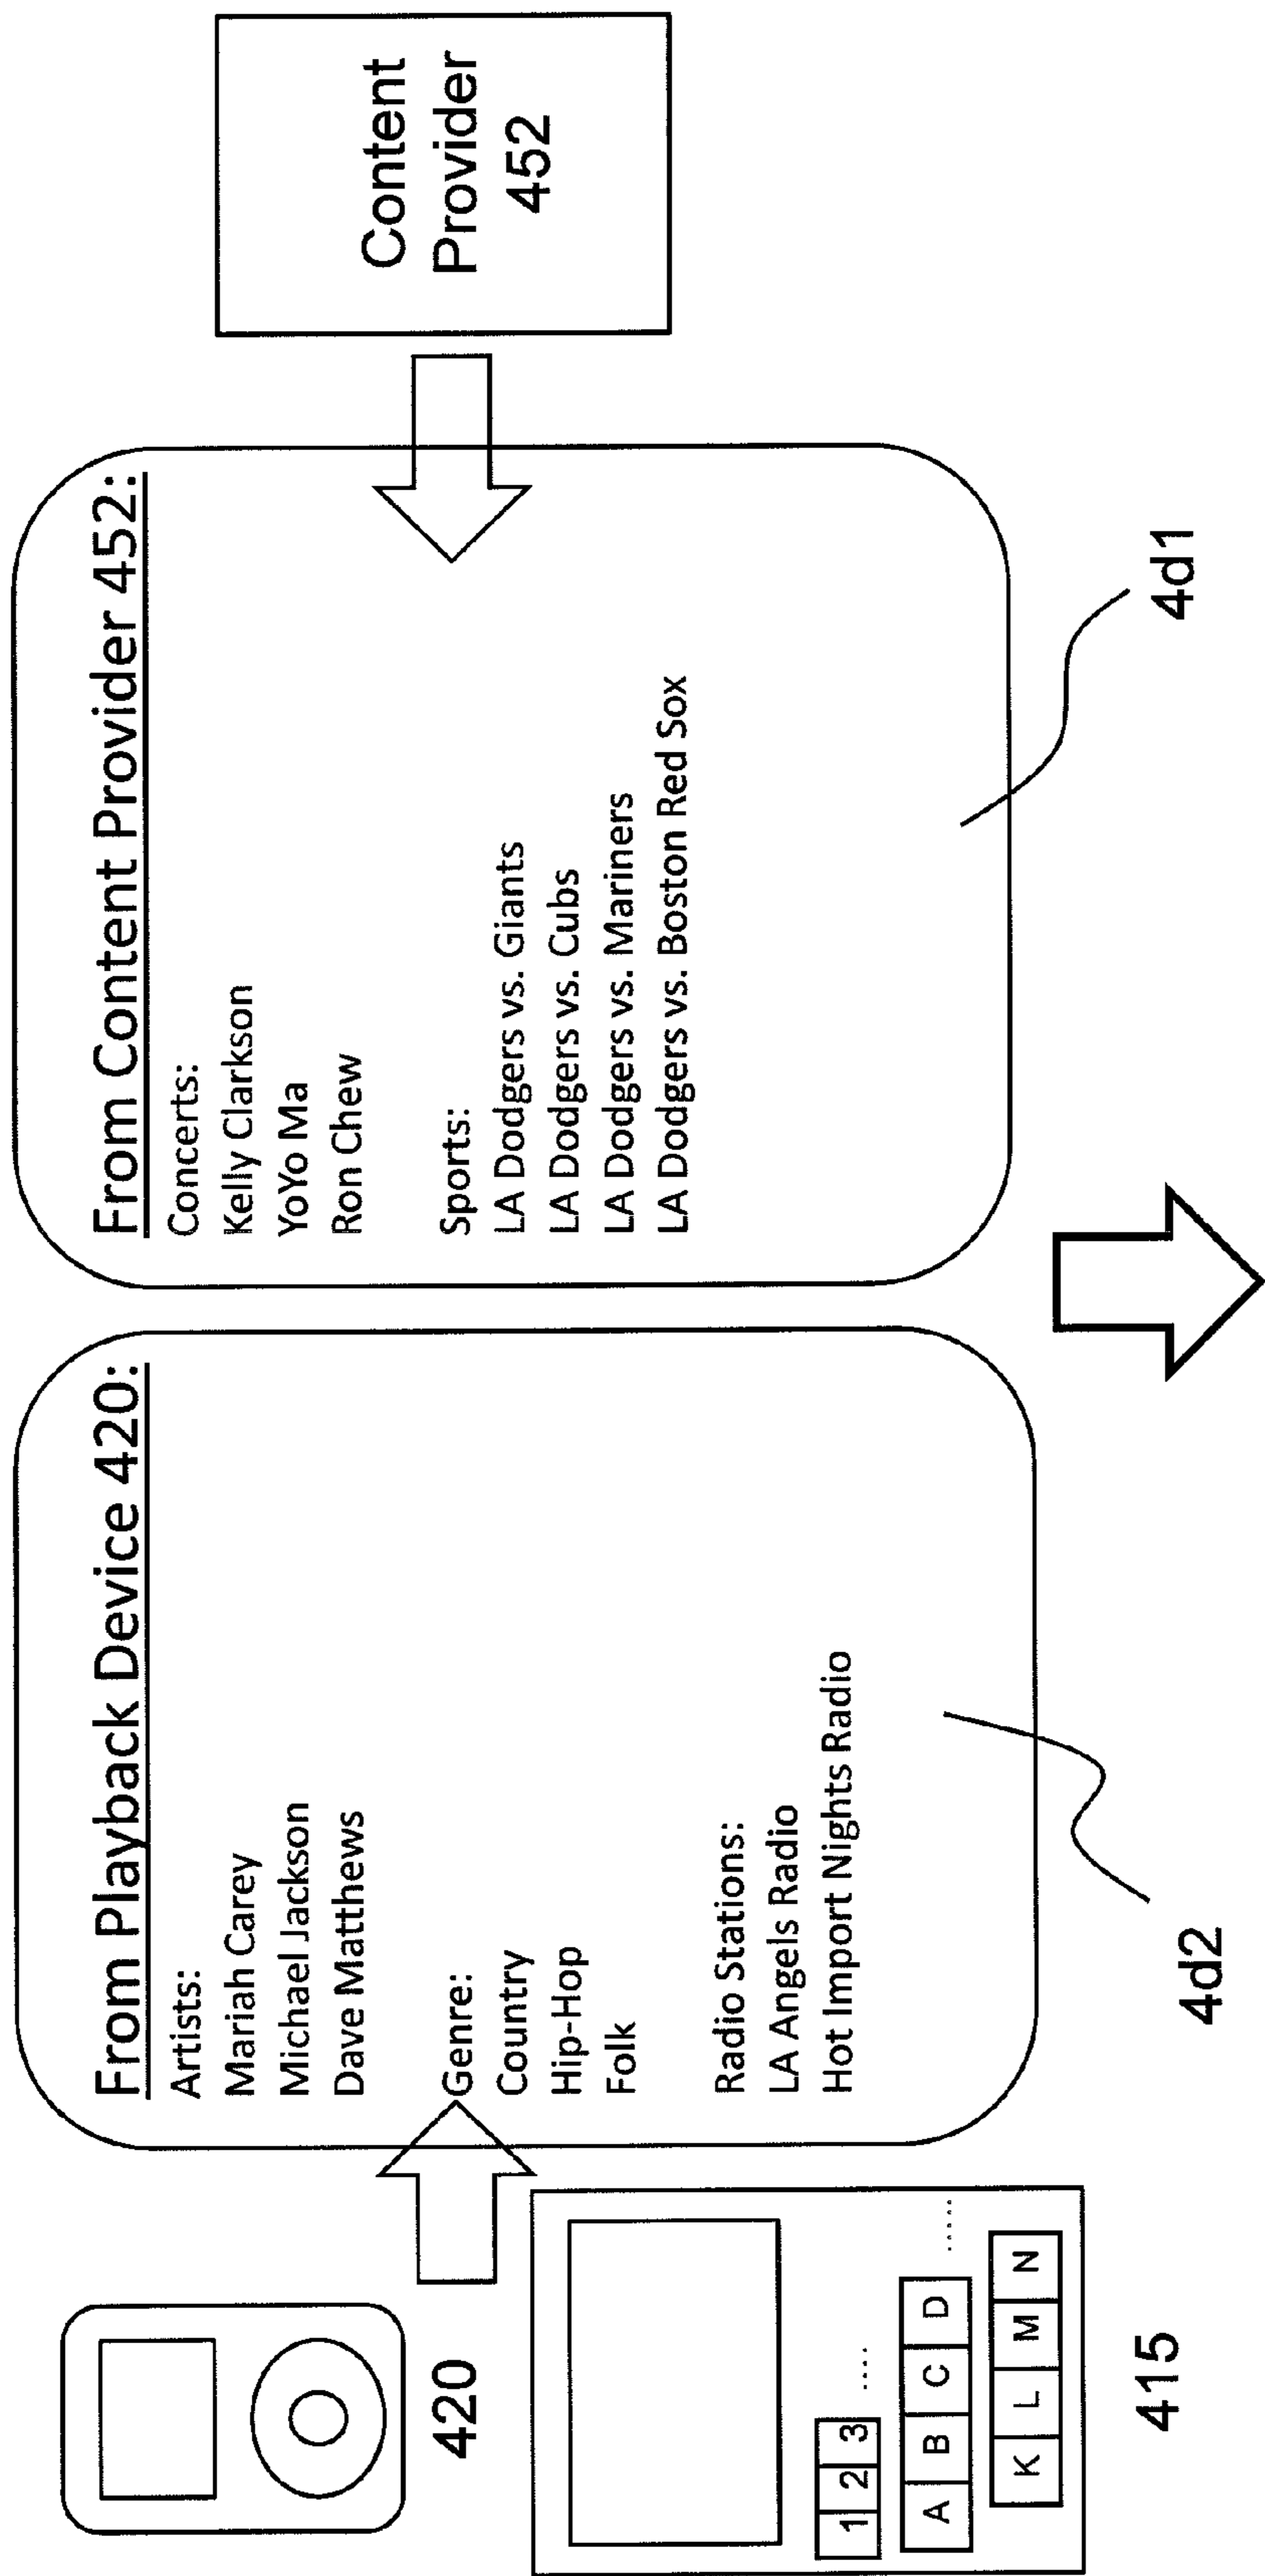 420
1 2 3 ....
A B C D .....
K L M N
415
From Playback Device 420:
Artists:
Mariah Carey
Michael Jackson
Dave Matthews
Genre:
Country
Hip-Hop
Folk
Radio Stations:
LA Angels Radio
Hot Import Nights Radio
4d2
From Content Provider 452:
Concerts:
Kelly Clarkson
YoYo Ma
Ron Chew
Sports:
LA Dodgers vs. Giants
LA Dodgers vs. Cubs
LA Dodgers vs. Mariners
LA Dodgers vs. Boston Red Sox
4d1
Content
Provider
452